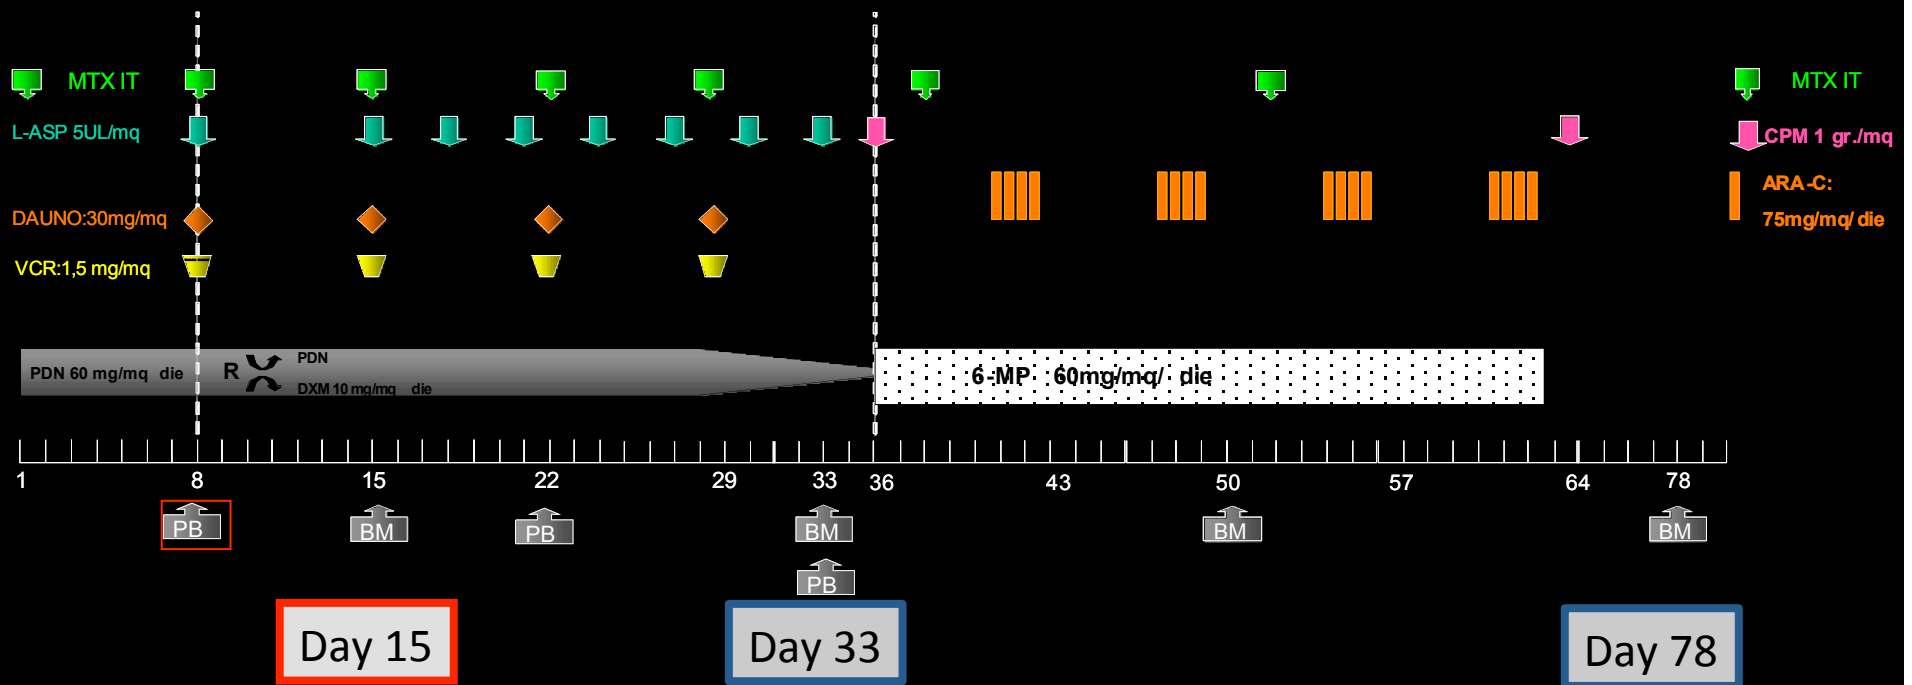 MTX IT
MTX IT
L-ASP 5UL/mq
CPM 1 gr./mq
ARA-C:
75mg/mq/ die
DAUNO:30mg/mq
VCR:1,5 mg/mq
PDN 60 mg/mq die
R
PDN
DXM 10 mg/mq die
6-MP 60mg/mq/ die
1 8 15 22 29 33 36 43 50 57 64 78
PB BM PB BM BM BM
PB
Day 15 Day 33 Day 78